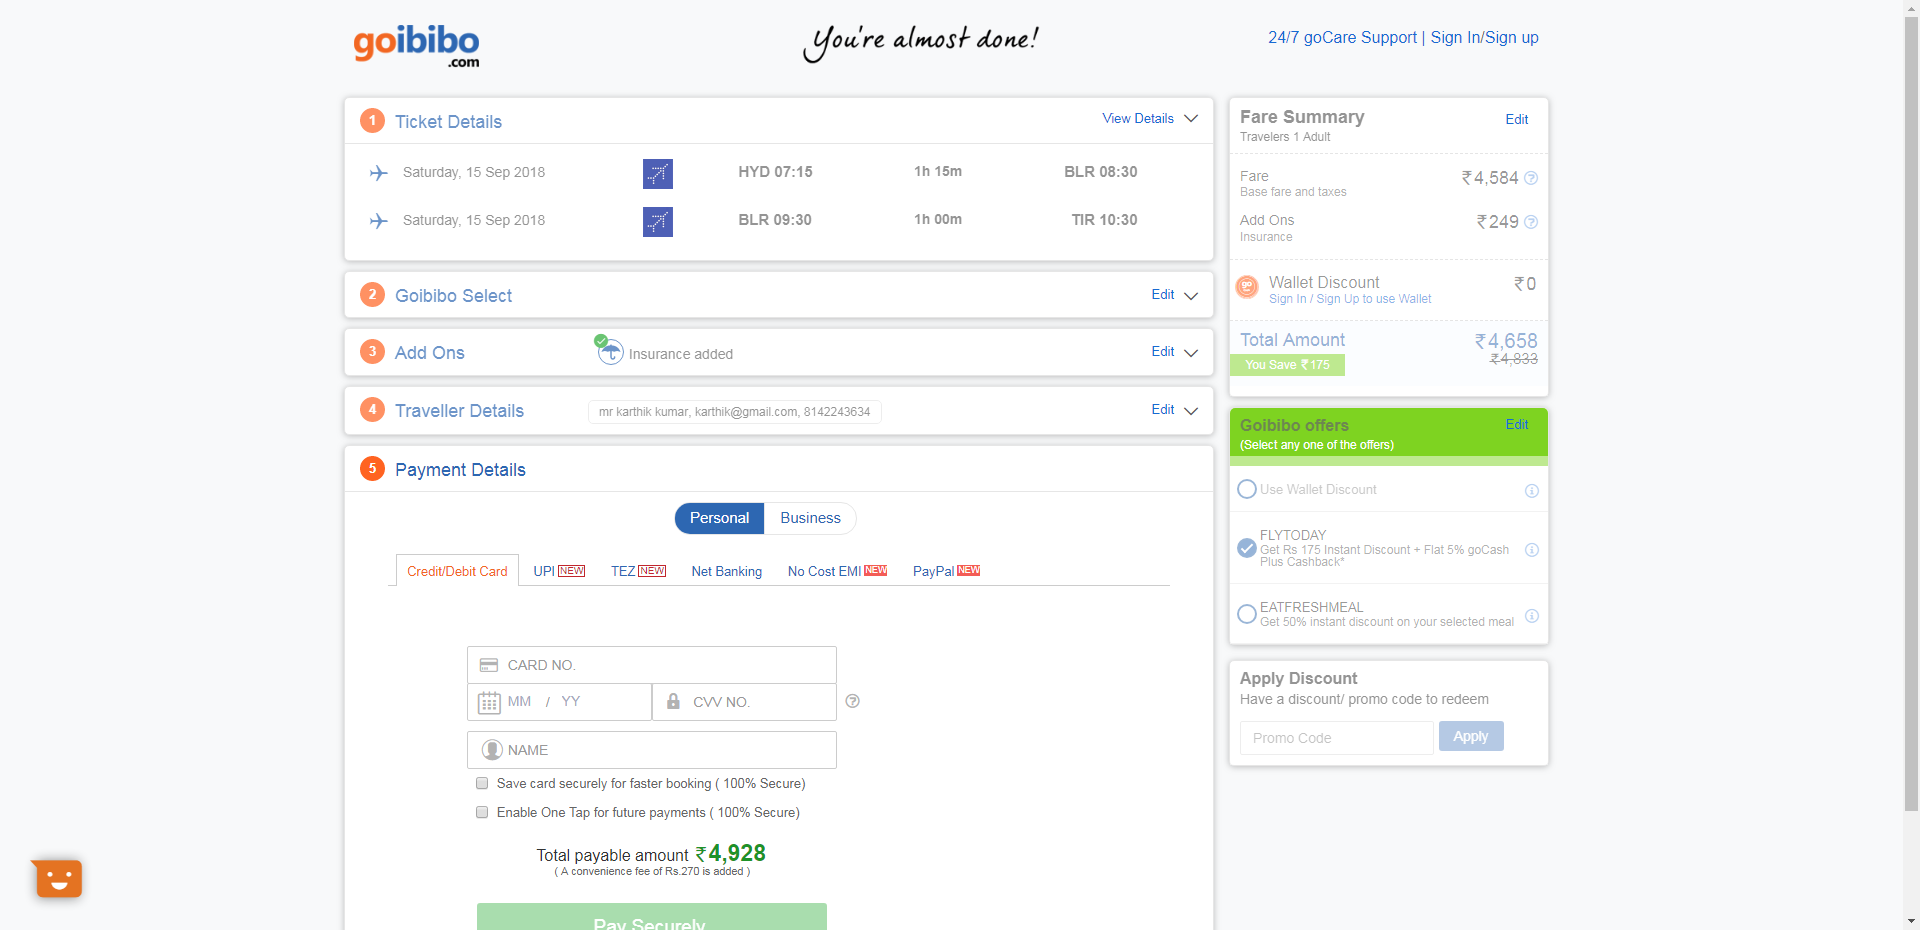 goibibo
.com
You're almost done!
24/7 goCare Support | Sign In/Sign up
1 Ticket Details
View Details
Saturday, 15 Sep 2018 HYD 07:15 1h 15m BLR 08:30
Saturday, 15 Sep 2018 BLR 09:30 1h 00m TIR 10:30
2 Goibibo Select Edit
3 Add Ons Insurance added Edit
4 Traveller Details mr karthik kumar, karthik@gmail.com, 8142243634 Edit
5 Payment Details
Personal Business
Credit/Debit Card UPI NEW TEZ NEW Net Banking No Cost EMI NEW PayPal NEW
CARD NO.
MM / YY CVV NO. ?
NAME
Save card securely for faster booking ( 100% Secure)
Enable One Tap for future payments ( 100% Secure)
Total payable amount ₹4,928
( A convenience fee of Rs.270 is added )
Pay Securely
Fare Summary Edit
Travelers 1 Adult
Fare ₹4,584 ?
Base fare and taxes
Add Ons ₹249 ?
Insurance
go Wallet Discount ₹0
Sign In / Sign Up to use Wallet
Total Amount ₹4,658
₹4,833
You Save ₹175
Goibibo offers Edit
(Select any one of the offers)
Use Wallet Discount i
FLYTODAY
Get Rs 175 Instant Discount + Flat 5% goCash i
Plus Cashback*
EATFRESHMEAL
Get 50% instant discount on your selected meal i
Apply Discount
Have a discount/ promo code to redeem
Promo Code Apply